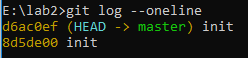 E:\lab2>git log --oneline
d6ac0ef (HEAD -> master) init
8d5de00 init